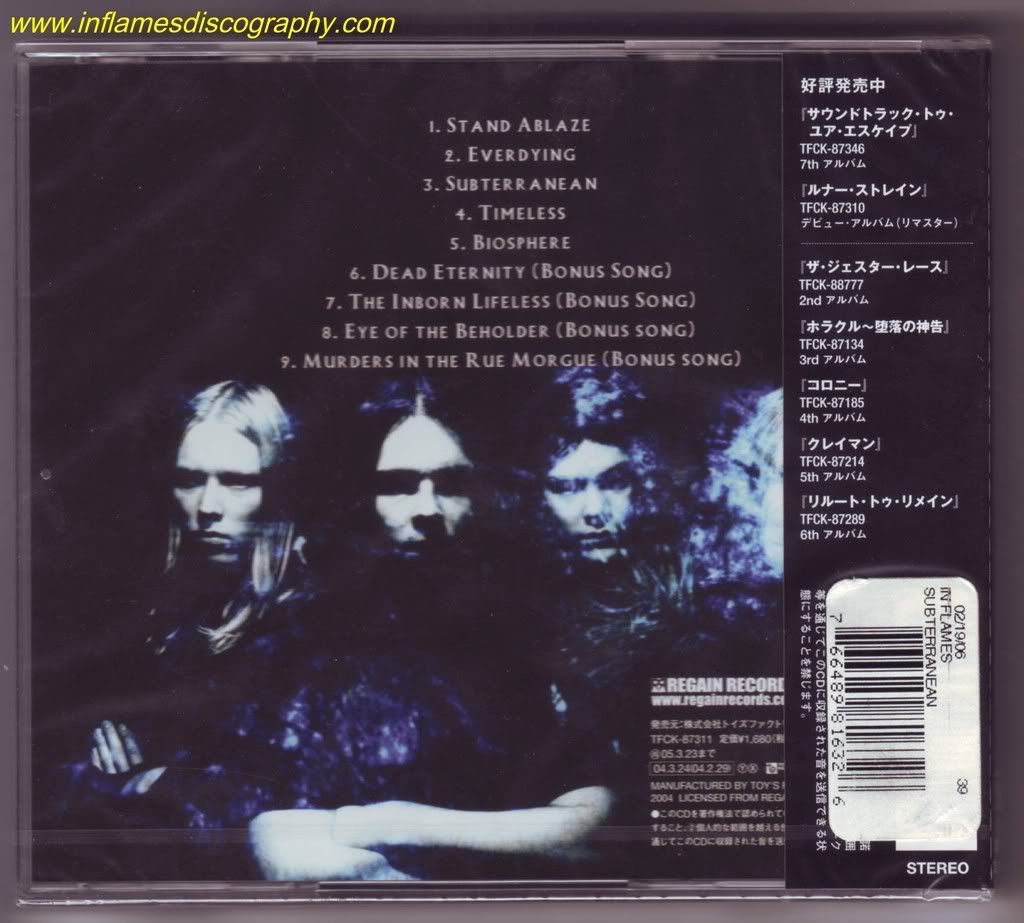 www.inflamesdiscography.com
1. STAND ABLAZE
2. EVERDYING
3. SUBTERRANEAN
4. TIMELESS
5. BIOSPHERE
6. DEAD ETERNITY (BONUS SONG)
7. THE INBORN LIFELESS (BONUS SONG)
8. EYE OF THE BEHOLDER (BONUS SONG)
9. MURDERS IN THE RUE MORGUE (BONUS SONG)
REGAIN RECORD
www.regainrecords.co
発売元:株式会社トイズファクト
TFCK-87311 定価¥1,680(税
05.3.23まで
04.3.24(04.2.29)
MANUFACTURED BY TOY'S
2004 LICENSED FROM REGA
●このCDを著作権法で認められて
すること、2個人的な範囲を超える
通じてこのCDに収録された音を送
好評発売中
『サウンドトラック・トゥ・
ユア・エスケイプ』
TFCK-87346
7th アルバム
『ルナー・ストレイン』
TFCK-87310
デビュー・アルバム(リマスター)
『ザ・ジェスター・レース』
TFCK-88777
2nd アルバム
『ホラクル～堕落の神告』
TFCK-87134
3rd アルバム
『コロニー』
TFCK-87185
4th アルバム
『クレイマン』
TFCK-87214
5th アルバム
『リルート・トゥ・リメイン』
TFCK-87289
6th アルバム
02/19/06
IN FLAMES
SUBTERRANEAN
39
7 66489 81632 6
等を通じてこのCDに収録された音を送信できる状
態にすることを禁じます。
STEREO